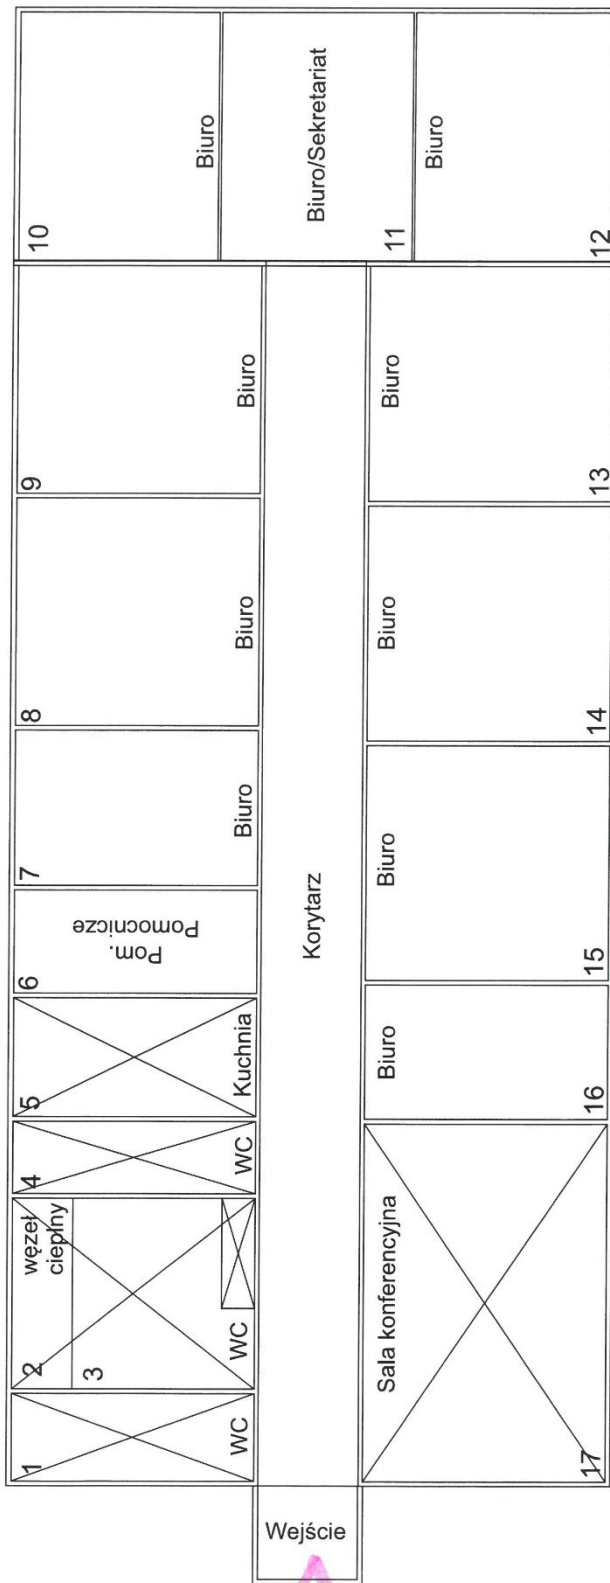 10
Biuro
Biuro/Sekretariat
11
Biuro
12
9
Biuro
Biuro
13
8
Biuro
Biuro
14
7
Biuro
Biuro
15
6
Pom.
Pomocnicze
Korytarz
5
Kuchnia
Biuro
16
4
WC
węzeł
cieplny
2
3
WC
Sala konferencyjna
17
1
WC
Wejście